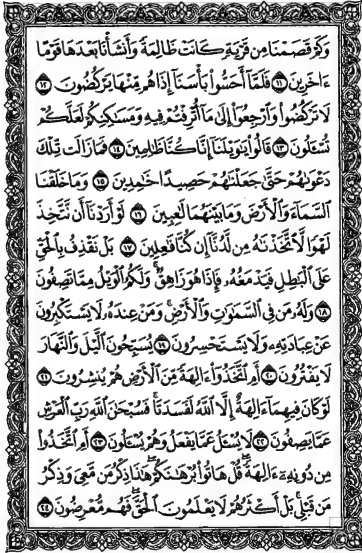 وَكَمْ قَصَمْنَا مِن قَرْيَةٍ كَانَتْ ظَالِمَةً وَأَنشَأْنَا بَعْدَهَا قَوْمًا
ءَاخَرِينَ ١١ فَلَمَّآ أَحَسُّوا۟ بَأْسَنَآ إِذَا هُم مِّنْهَا يَرْكُضُونَ ١٢
لَا تَرْكُضُوا۟ وَٱرْجِعُوٓا۟ إِلَىٰ مَآ أُتْرِفْتُمْ فِيهِ وَمَسَٰكِنِكُمْ لَعَلَّكُمْ
تُسْـَٔلُونَ ١٣ قَالُوا۟ يَٰوَيْلَنَآ إِنَّا كُنَّا ظَٰلِمِينَ ١٤ فَمَا زَالَت تِّلْكَ
دَعْوَىٰهُمْ حَتَّىٰ جَعَلْنَٰهُمْ حَصِيدًا خَٰمِدِينَ ١٥ وَمَا خَلَقْنَا
ٱلسَّمَآءَ وَٱلْأَرْضَ وَمَا بَيْنَهُمَا لَٰعِبِينَ ١٦ لَوْ أَرَدْنَآ أَن نَّتَّخِذَ
لَهْوًا لَّٱتَّخَذْنَٰهُ مِن لَّدُنَّآ إِن كُنَّا فَٰعِلِينَ ١٧ بَلْ نَقْذِفُ بِٱلْحَقِّ
عَلَى ٱلْبَٰطِلِ فَيَدْمَغُهُۥ فَإِذَا هُوَ زَاهِقٌ ۚ وَلَكُمُ ٱلْوَيْلُ مِمَّا تَصِفُونَ
١٨ وَلَهُۥ مَن فِى ٱلسَّمَٰوَٰتِ وَٱلْأَرْضِ ۚ وَمَنْ عِندَهُۥ لَا يَسْتَكْبِرُونَ
عَنْ عِبَادَتِهِۦ وَلَا يَسْتَحْسِرُونَ ١٩ يُسَبِّحُونَ ٱلَّيْلَ وَٱلنَّهَارَ
لَا يَفْتُرُونَ ٢٠ أَمِ ٱتَّخَذُوٓا۟ ءَالِهَةً مِّنَ ٱلْأَرْضِ هُمْ يُنشِرُونَ ٢١
لَوْ كَانَ فِيهِمَآ ءَالِهَةٌ إِلَّا ٱللَّهُ لَفَسَدَتَا ۚ فَسُبْحَٰنَ ٱللَّهِ رَبِّ ٱلْعَرْشِ
عَمَّا يَصِفُونَ ٢٢ لَا يُسْـَٔلُ عَمَّا يَفْعَلُ وَهُمْ يُسْـَٔلُونَ ٢٣ أَمِ ٱتَّخَذُوا۟
مِن دُونِهِۦٓ ءَالِهَةً ۖ قُلْ هَاتُوا۟ بُرْهَٰنَكُمْ ۖ هَٰذَا ذِكْرُ مَن مَّعِىَ وَذِكْرُ
مَن قَبْلِى ۗ بَلْ أَكْثَرُهُمْ لَا يَعْلَمُونَ ٱلْحَقَّ ۖ فَهُم مُّعْرِضُونَ ٢٤